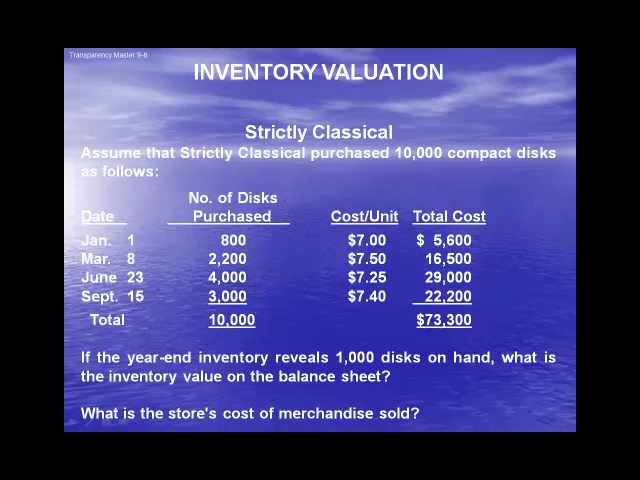 Transparency Master 9-8
INVENTORY VALUATION
Strictly Classical
Assume that Strictly Classical purchased 10,000 compact disks
as follows:
No. of Disks
Date Purchased Cost/Unit Total Cost
Jan. 1 800 $7.00 $ 5,600
Mar. 8 2,200 $7.50 16,500
June 23 4,000 $7.25 29,000
Sept. 15 3,000 $7.40 22,200
Total 10,000 $73,300
If the year-end inventory reveals 1,000 disks on hand, what is
the inventory value on the balance sheet?
What is the store's cost of merchandise sold?